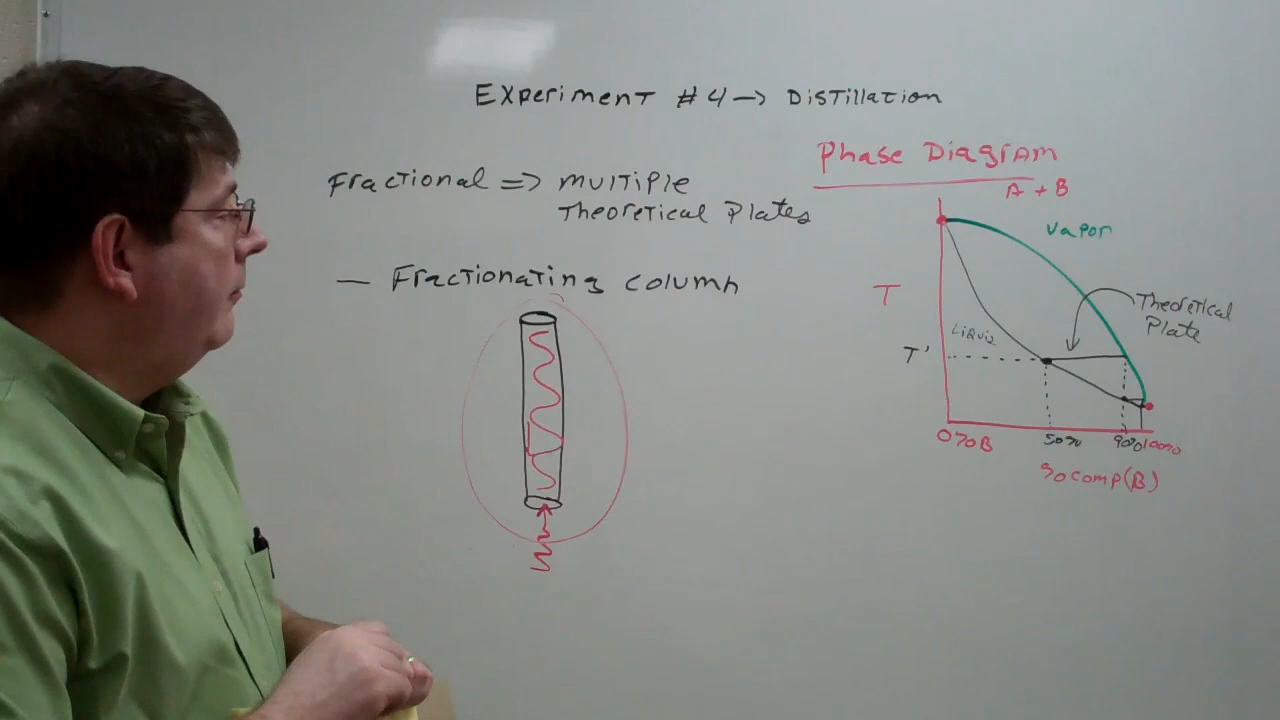 Experiment #4 → Distillation
Fractional => multiple
Theoretical Plates
— Fractionating column
Phase Diagram
A + B
vapor
Theoretical
Plate
T
Liquid
T'
0%B
50%
90%
100%
% comp(B)